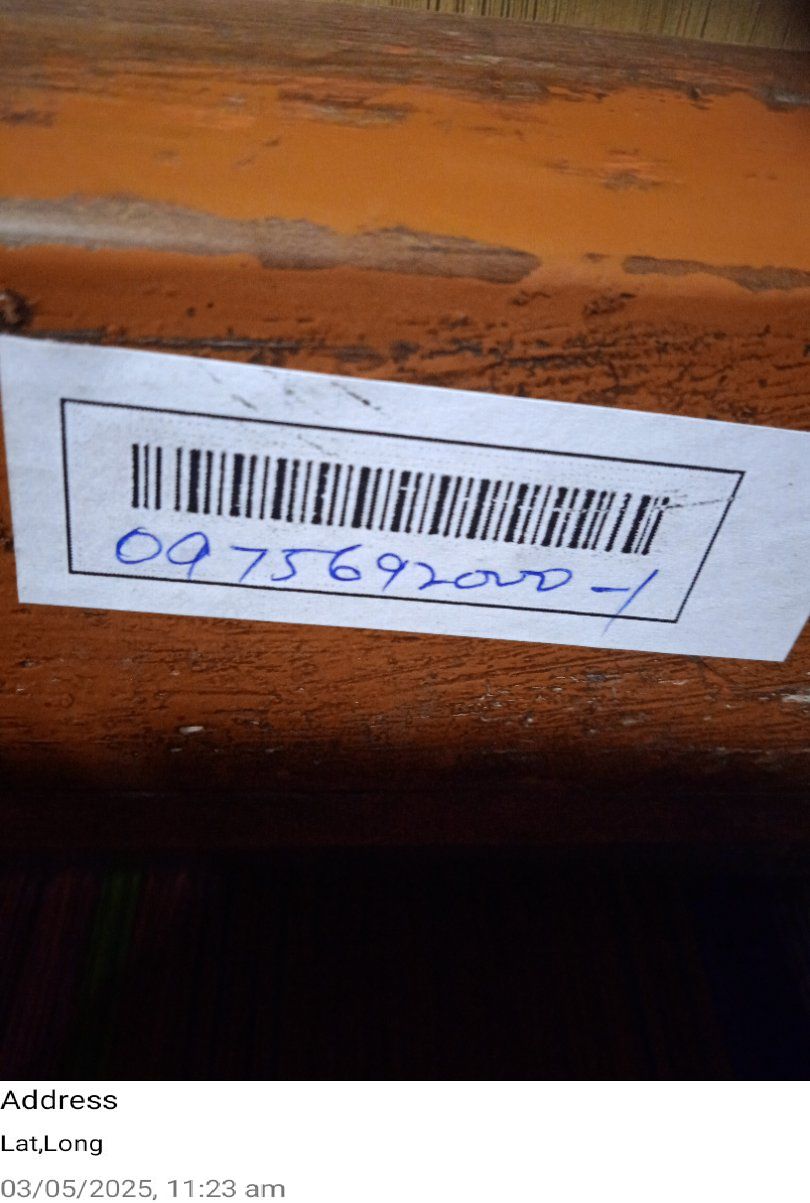 0975692000-1
Address
Lat,Long
03/05/2025, 11:23 am